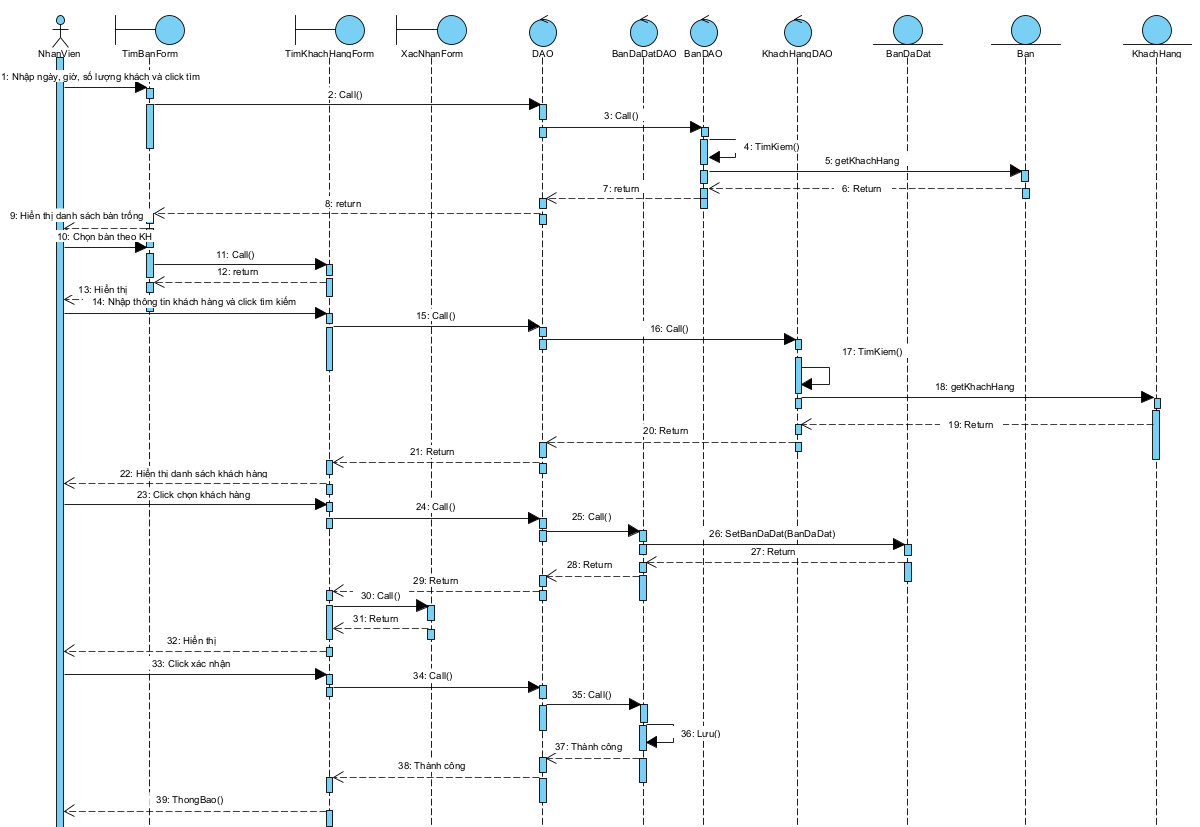 NhanVien
TimBanForm
TimKhachHangForm
XacNhanForm
DAO
BanDaDatDAO
BanDAO
KhachHangDAO
BanDaDat
Ban
KhachHang
1: Nhập ngày, giờ, số lượng khách và click tìm
2: Call()
3: Call()
4: TimKiem()
5: getKhachHang
6: Return
7: return
8: return
9: Hiển thị danh sách bàn trống
10: Chọn bàn theo KH
11: Call()
12: return
13: Hiển thị
14: Nhập thông tin khách hàng và click tìm kiếm
15: Call()
16: Call()
17: TimKiem()
18: getKhachHang
19: Return
20: Return
21: Return
22: Hiển thị danh sách khách hàng
23: Click chọn khách hàng
24: Call()
25: Call()
26: SetBanDaDat(BanDaDat)
27: Return
28: Return
29: Return
30: Call()
31: Return
32: Hiển thị
33: Click xác nhận
34: Call()
35: Call()
36: Lưu()
37: Thành công
38: Thành công
39: ThongBao()